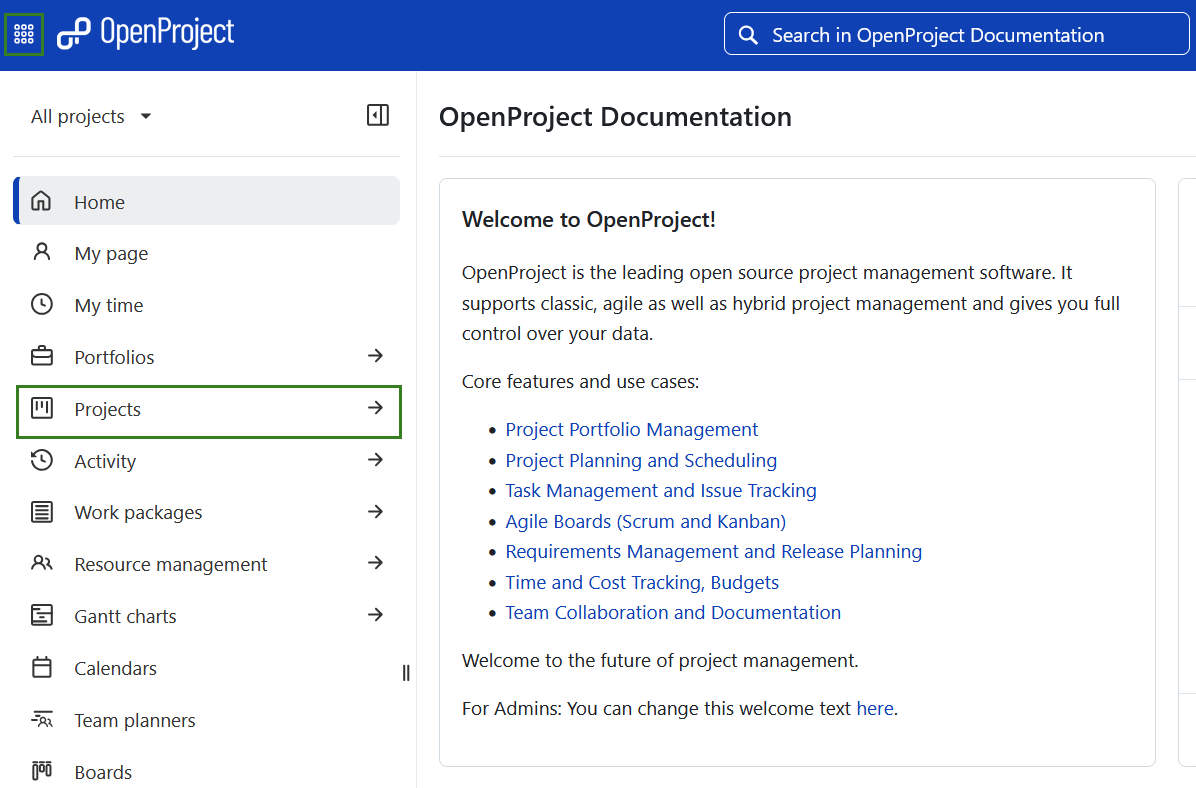 OpenProject
Search in OpenProject Documentation
All projects
Home
My page
My time
Portfolios
Projects
Activity
Work packages
Resource management
Gantt charts
Calendars
Team planners
Boards
OpenProject Documentation
Welcome to OpenProject!
OpenProject is the leading open source project management software. It
supports classic, agile as well as hybrid project management and gives you full
control over your data.
Core features and use cases:
• Project Portfolio Management
• Project Planning and Scheduling
• Task Management and Issue Tracking
• Agile Boards (Scrum and Kanban)
• Requirements Management and Release Planning
• Time and Cost Tracking, Budgets
• Team Collaboration and Documentation
Welcome to the future of project management.
For Admins: You can change this welcome text here.